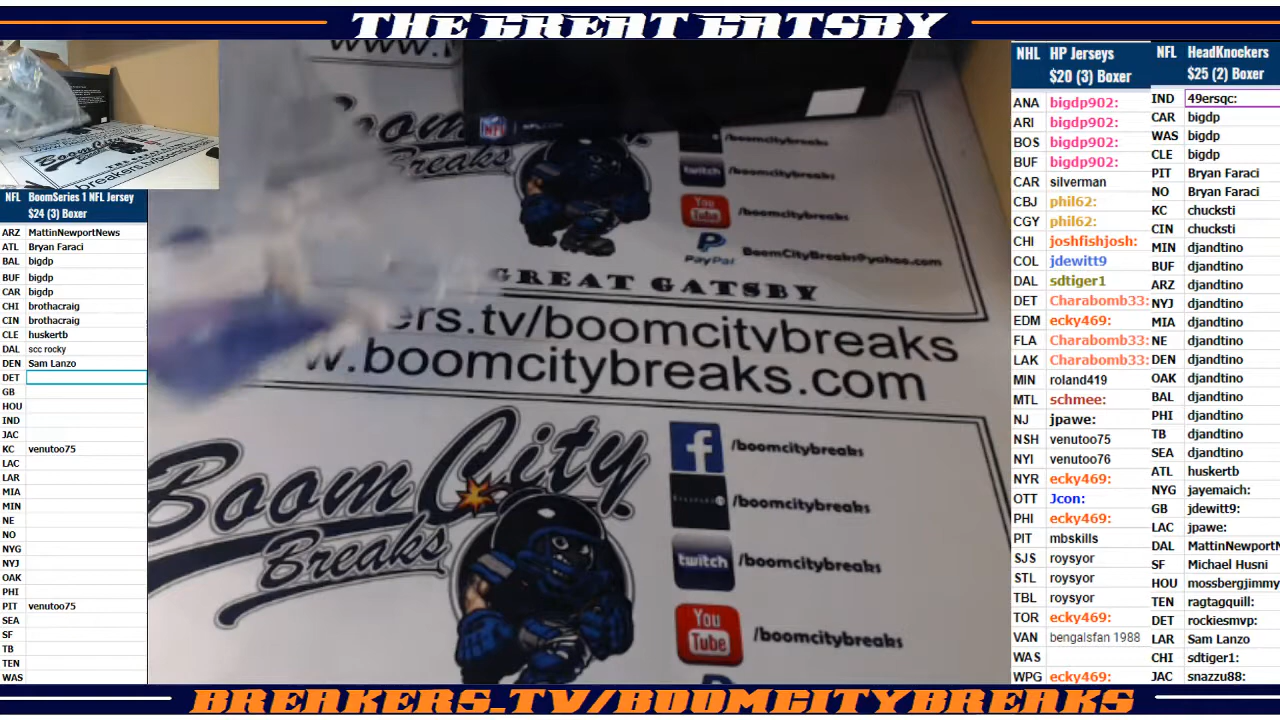 THE GREAT GATSBY
NFL BoomSeries 1 NFL Jersey
$24 (3) Boxer
ARZ MattinNewportNews
ATL Bryan Faraci
BAL bigdp
BUF bigdp
CAR bigdp
CHI brothacraig
CIN brothacraig
CLE huskertb
DAL scc rocky
DEN Sam Lanzo
DET
GB
HOU
IND
JAC
KC venutoo75
LAC
LAR
MIA
MIN
NE
NO
NYG
NYJ
OAK
PHI
PIT venutoo75
SEA
SF
TB
TEN
WAS
www.
Boom
Breaks
NFL
/boomcitybreaks
twitch /boomcitybreaks
You Tube /boomcitybreaks
PayPal BoomCityBreaks@yahoo.com
GREAT GATSBY
ers.tv/boomcitybreaks
w.boomcitybreaks.com
Boom City
Breaks
f /boomcitybreaks
/boomcitybreaks
twitch /boomcitybreaks
You Tube /boomcitybreaks
NHL HP Jerseys
$20 (3) Boxer
ANA bigdp902:
ARI bigdp902:
BOS bigdp902:
BUF bigdp902:
CAR silverman
CBJ phil62:
CGY phil62:
CHI joshfishjosh:
COL jdewitt9
DAL sdtiger1
DET Charabomb33:
EDM ecky469:
FLA Charabomb33:
LAK Charabomb33:
MIN roland419
MTL schmee:
NJ jpawe:
NSH venutoo75
NYI venutoo76
NYR ecky469:
OTT Jcon:
PHI ecky469:
PIT mbskills
SJS roysyor
STL roysyor
TBL roysyor
TOR ecky469:
VAN bengalsfan 1988
WAS
WPG ecky469:
NFL HeadKnockers
$25 (2) Boxer
IND 49ersqc:
CAR bigdp
WAS bigdp
CLE bigdp
PIT Bryan Faraci
NO Bryan Faraci
KC chucksti
CIN chucksti
MIN djandtino
BUF djandtino
ARZ djandtino
NYJ djandtino
MIA djandtino
NE djandtino
DEN djandtino
OAK djandtino
BAL djandtino
PHI djandtino
TB djandtino
SEA djandtino
ATL huskertb
NYG jayemaich:
GB jdewitt9:
LAC jpawe:
DAL MattinNewportN
SF Michael Husni
HOU mossbergjimmy
TEN ragtagquill:
DET rockiesmvp:
LAR Sam Lanzo
CHI sdtiger1:
JAC snazzu88:
BREAKERS.TV/BOOMCITYBREAKS